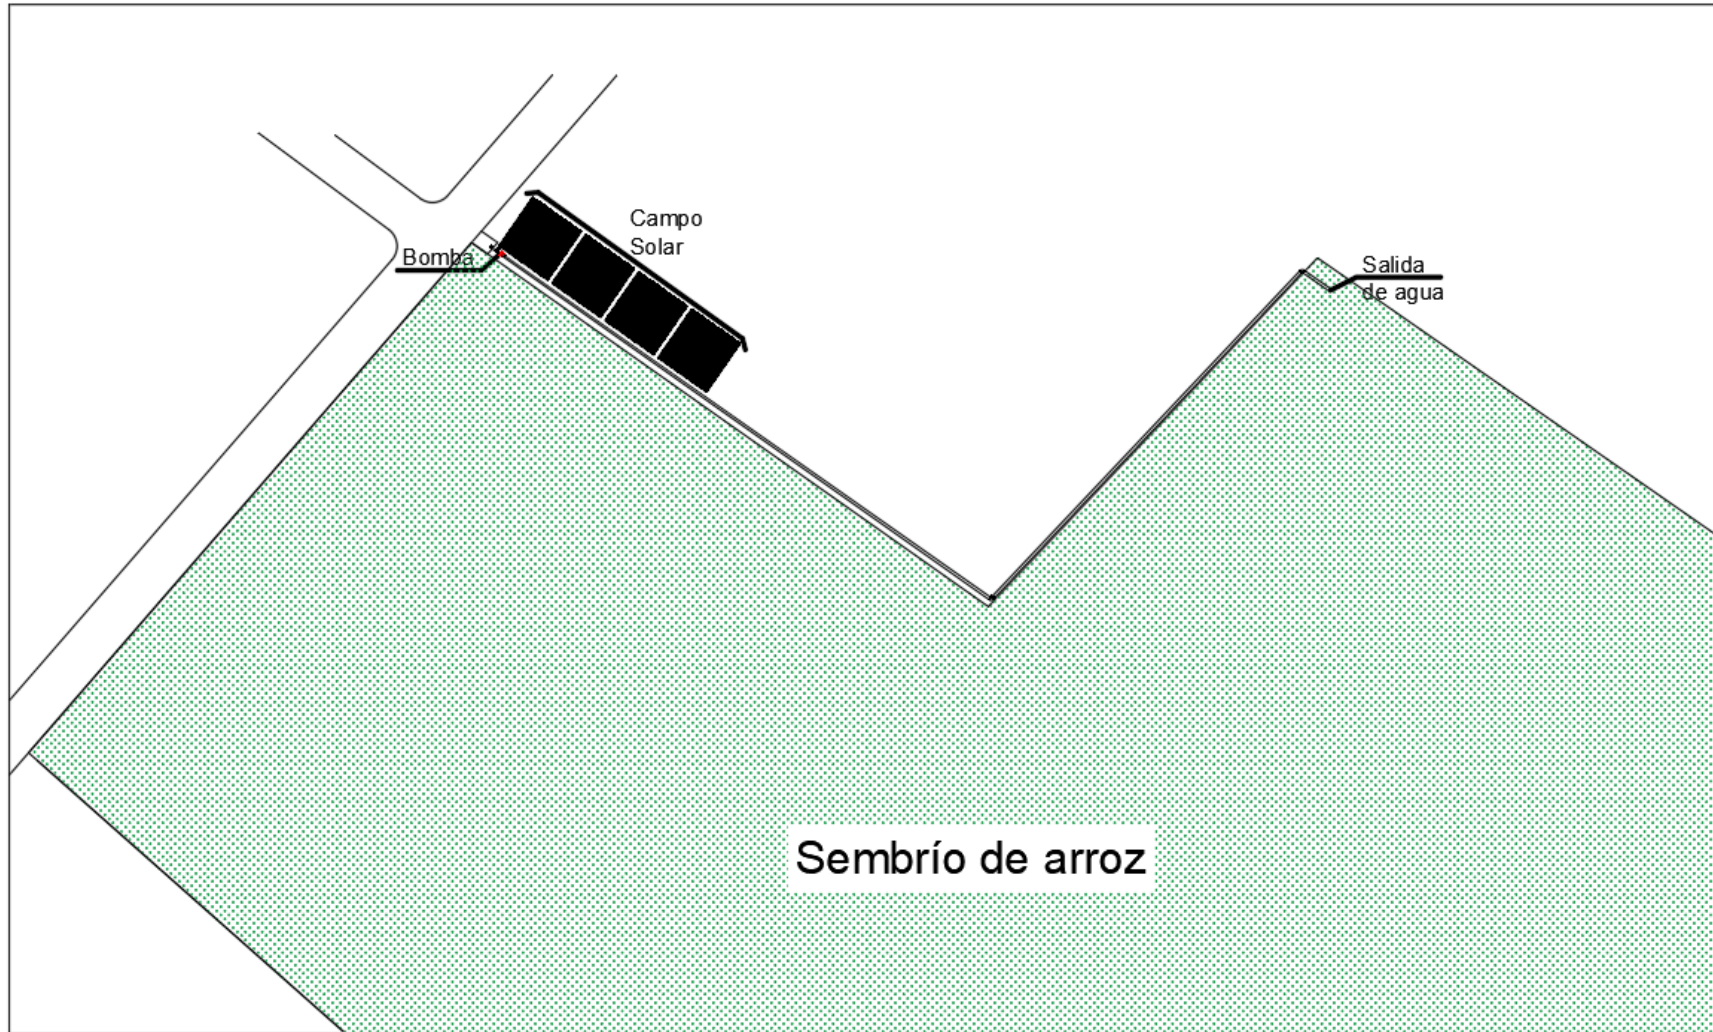 Campo
Solar
Bomba
Salida
de agua
Sembrío de arroz